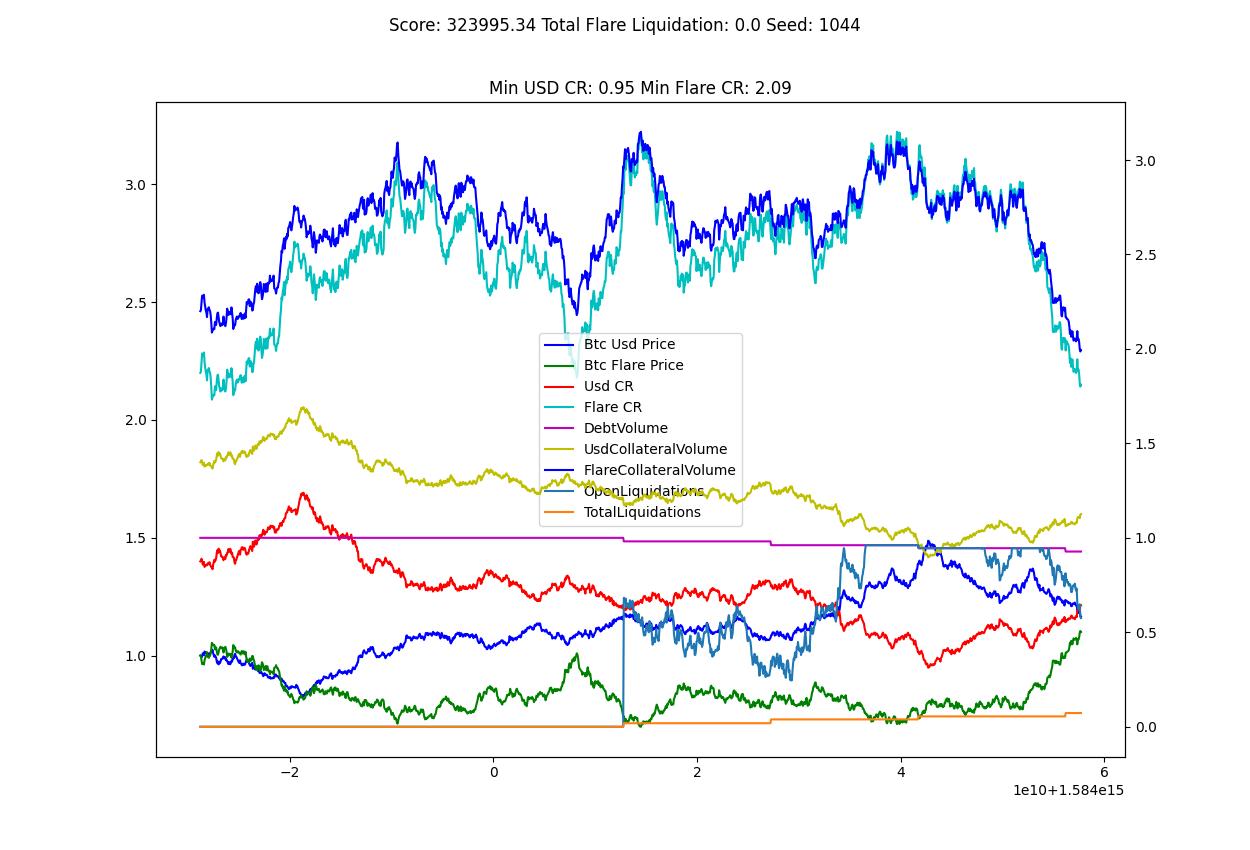 Score: 323995.34 Total Flare Liquidation: 0.0 Seed: 1044
Min USD CR: 0.95 Min Flare CR: 2.09
3.0
2.5
2.0
1.5
1.0
3.0
2.5
2.0
1.5
1.0
0.5
0.0
Btc Usd Price
Btc Flare Price
Usd CR
Flare CR
DebtVolume
UsdCollateralVolume
FlareCollateralVolume
OpenLiquidations
TotalLiquidations
−2 0 2 4 6
1e10+1.584e15